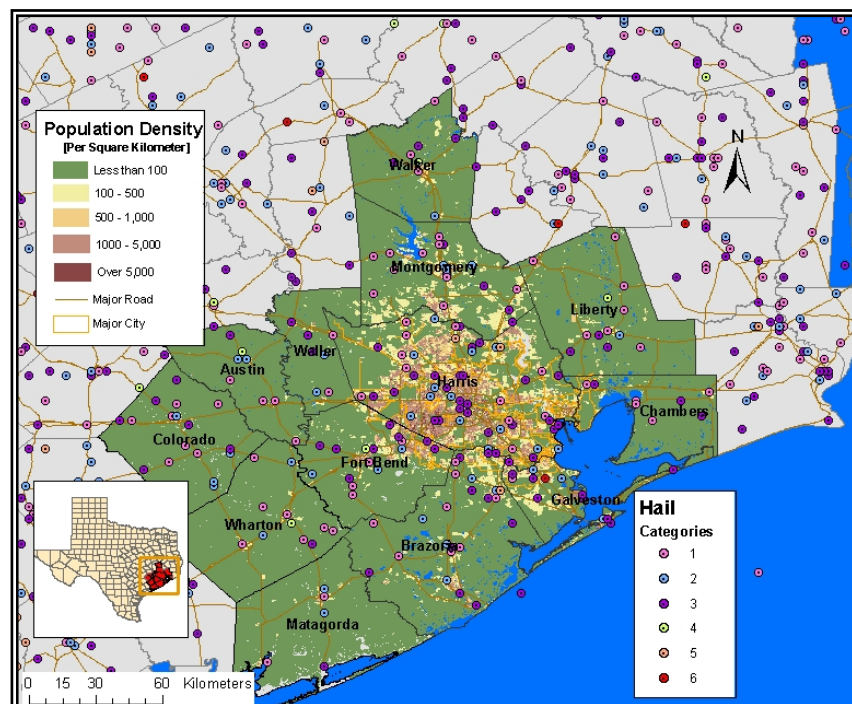 Population Density
[Per Square Kilometer]
Less than 100
100 - 500
500 - 1,000
1000 - 5,000
Over 5,000
Major Road
Major City
N
Walker
Montgomery
Liberty
Waller
Austin
Harris
Chambers
Colorado
Fort Bend
Galveston
Wharton
Brazoria
Matagorda
Hail
Categories
1
2
3
4
5
6
0 15 30 60 Kilometers